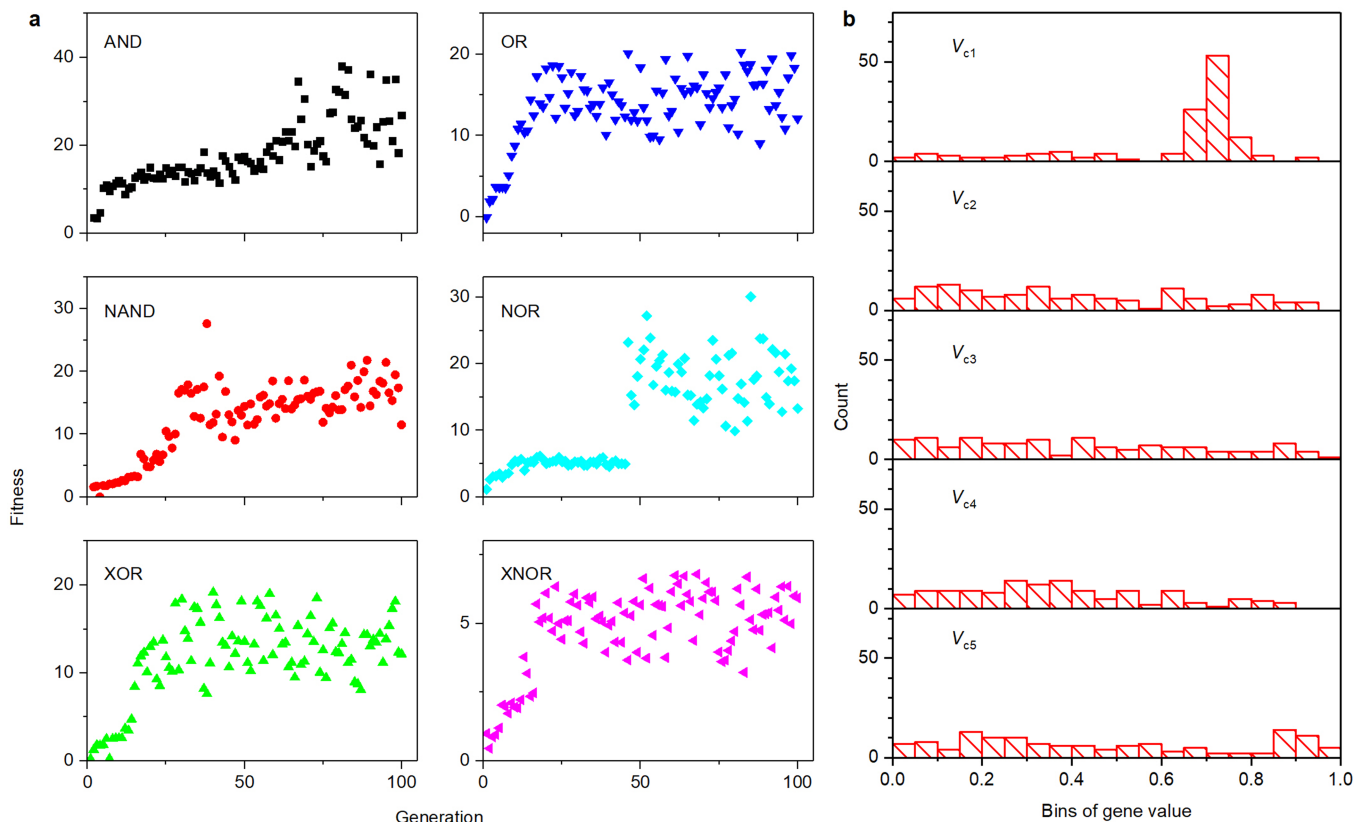 a
b
AND
OR
V_c1
40
20
0
20
10
0
50
0
V_c2
50
0
NAND
NOR
V_c3
30
20
10
0
30
20
10
0
50
0
Count
Fitness
XOR
XNOR
V_c4
20
10
0
5
0
50
0
V_c5
50
0
0 50 100
0 50 100
0.0 0.2 0.4 0.6 0.8 1.0
Generation
Bins of gene value